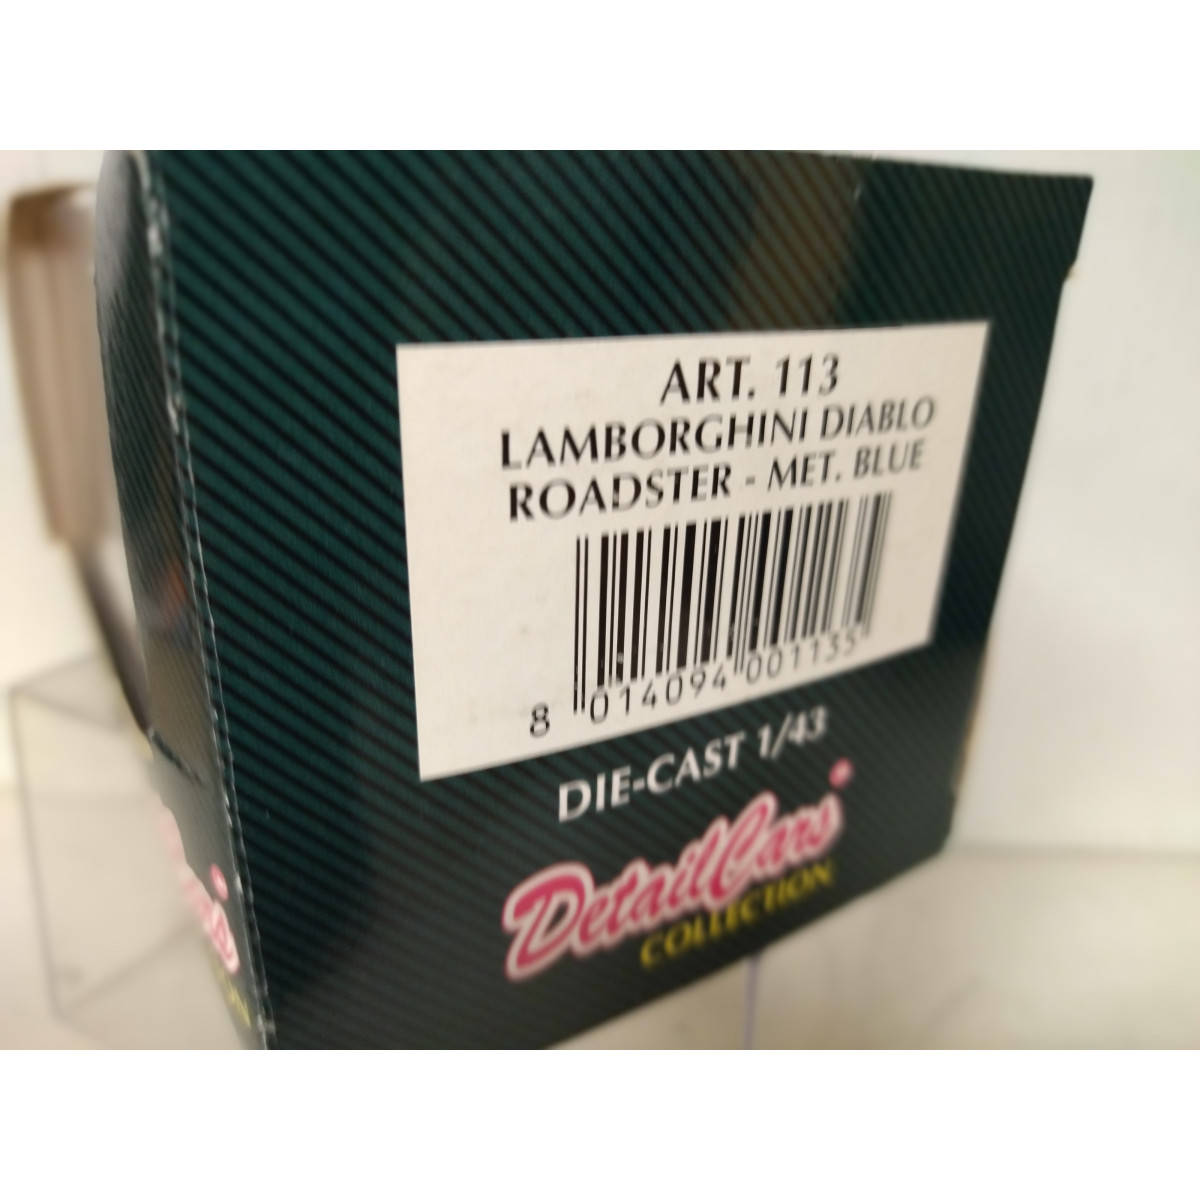 ART. 113
LAMBORGHINI DIABLO
ROADSTER - MET. BLUE
8 014094 001135
DIE-CAST 1/43
DetailCars
COLLECTION